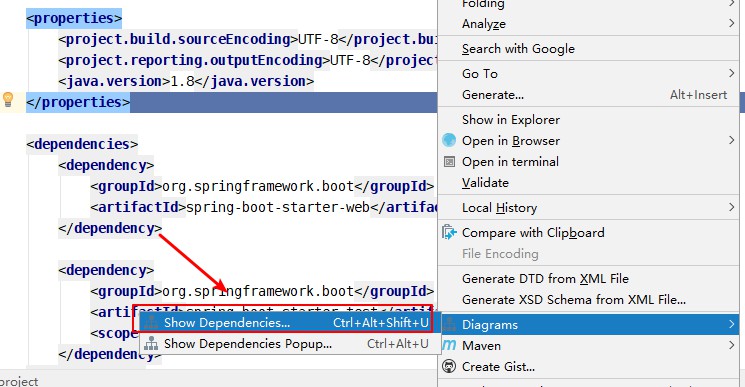 <properties>
<project.build.sourceEncoding>UTF-8</project.bui
<project.reporting.outputEncoding>UTF-8</project
<java.version>1.8</java.version>
</properties>
<dependencies>
<dependency>
<groupId>org.springframework.boot</groupId>
<artifactId>spring-boot-starter-web</artifac
</dependency>
<dependency>
<groupId>org.springframework.boot</groupId>
<artifactId>spring-boot-starter-test</artif
<scope
</dependency>
Show Dependencies... Ctrl+Alt+Shift+U
Show Dependencies Popup... Ctrl+Alt+U
project
Folding
Analyze
Search with Google
Go To
Generate... Alt+Insert
Show in Explorer
Open in Browser
Open in terminal
Validate
Local History
Compare with Clipboard
File Encoding
Generate DTD from XML File
Generate XSD Schema from XML File...
Diagrams
Maven
Create Gist...